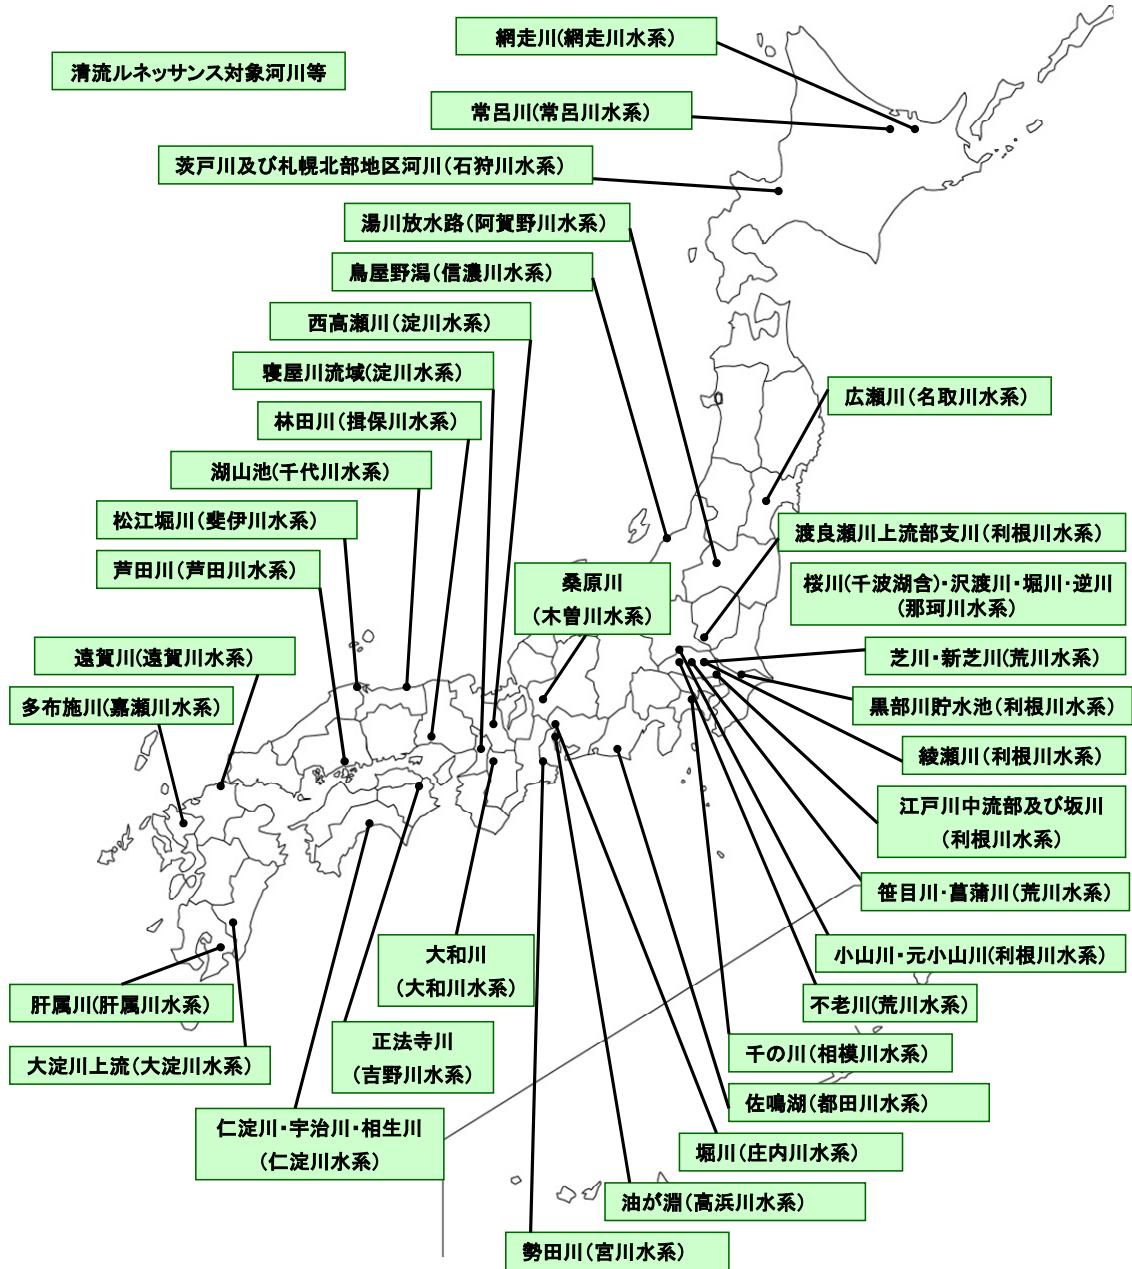 網走川(網走川水系)
清流ルネッサンス対象河川等
常呂川(常呂川水系)
茨戸川及び札幌北部地区河川(石狩川水系)
湯川放水路(阿賀野川水系)
鳥屋野潟(信濃川水系)
西高瀬川(淀川水系)
寝屋川流域(淀川水系)
広瀬川(名取川水系)
林田川(揖保川水系)
湖山池(千代川水系)
松江堀川(斐伊川水系)
渡良瀬川上流部支川(利根川水系)
芦田川(芦田川水系)
桑原川
(木曽川水系)
桜川(千波湖含)・沢渡川・堀川・逆川
(那珂川水系)
遠賀川(遠賀川水系)
芝川・新芝川(荒川水系)
多布施川(嘉瀬川水系)
黒部川貯水池(利根川水系)
綾瀬川(利根川水系)
江戸川中流部及び坂川
(利根川水系)
笹目川・菖蒲川(荒川水系)
大和川
(大和川水系)
小山川・元小山川(利根川水系)
肝属川(肝属川水系)
不老川(荒川水系)
正法寺川
(吉野川水系)
千の川(相模川水系)
大淀川上流(大淀川水系)
佐鳴湖(都田川水系)
仁淀川・宇治川・相生川
(仁淀川水系)
堀川(庄内川水系)
油が淵(高浜川水系)
勢田川(宮川水系)